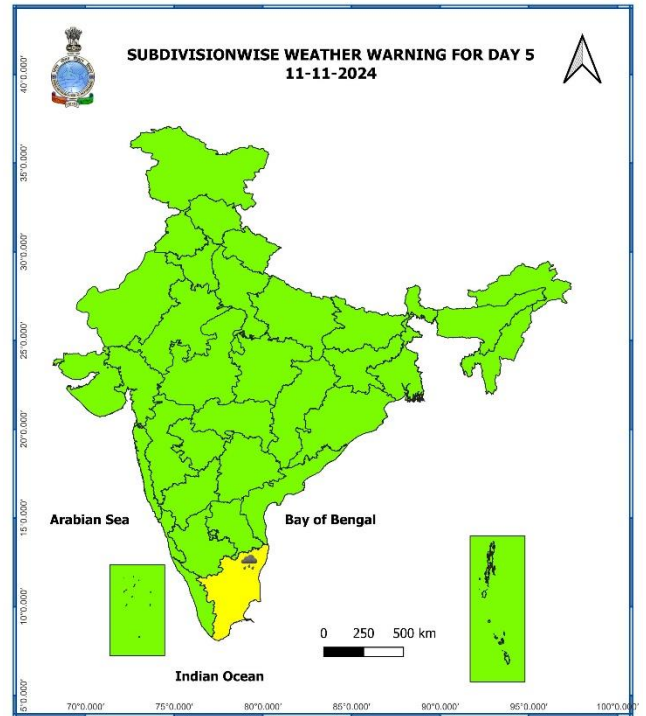 SUBDIVISIONWISE WEATHER WARNING FOR DAY 5
11-11-2024
40°0.000'
35°0.000'
30°0.000'
25°0.000'
20°0.000'
15°0.000'
10°0.000'
5°0.000'
Arabian Sea
Bay of Bengal
0 250 500 km
Indian Ocean
70°0.000' 75°0.000' 80°0.000' 85°0.000' 90°0.000' 95°0.000' 100°0.000'